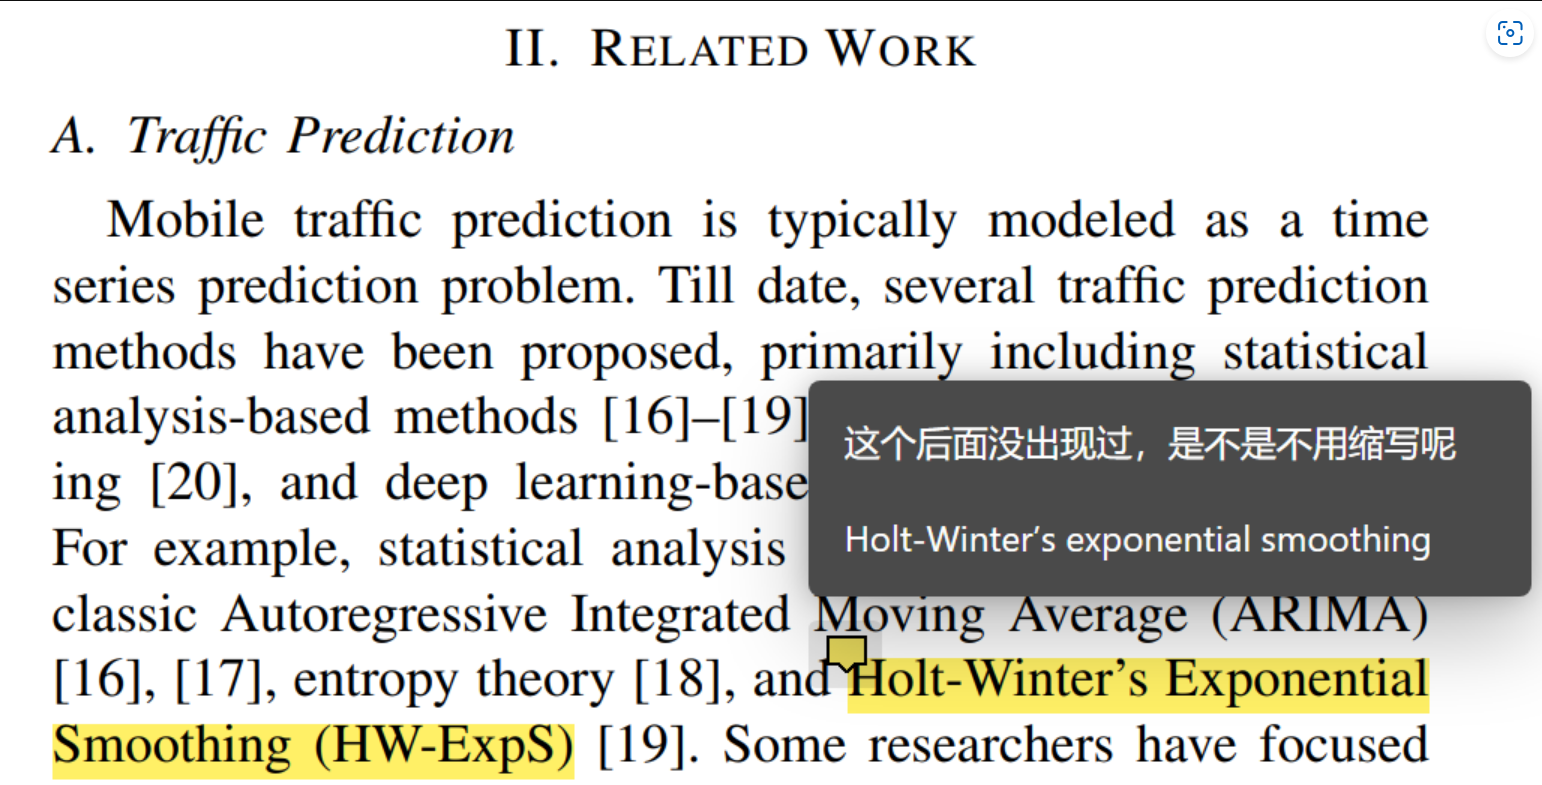 II. RELATED WORK
A. Traffic Prediction
Mobile traffic prediction is typically modeled as a time
series prediction problem. Till date, several traffic prediction
methods have been proposed, primarily including statistical
analysis-based methods [16]–[19]
ing [20], and deep learning-base
For example, statistical analysis
classic Autoregressive Integrated Moving Average (ARIMA)
[16], [17], entropy theory [18], and Holt-Winter's Exponential
Smoothing (HW-ExpS) [19]. Some researchers have focused
这个后面没出现过，是不是不用缩写呢
Holt-Winter’s exponential smoothing